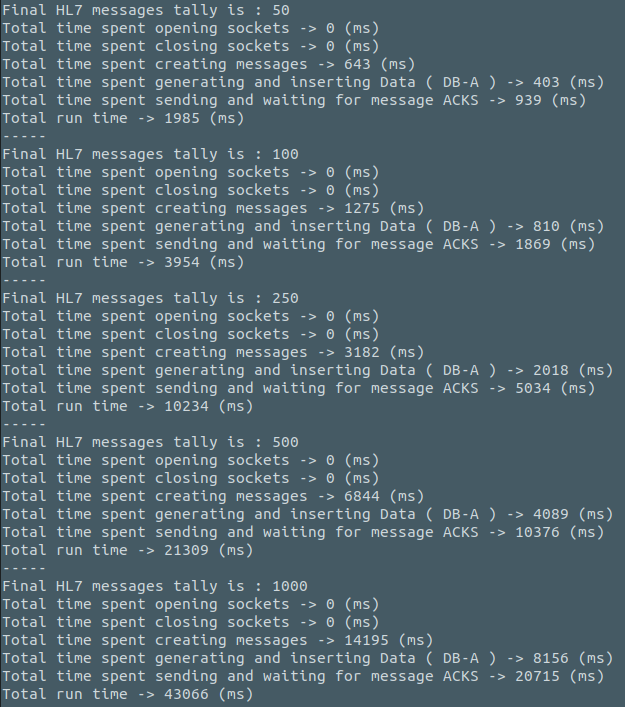 Final HL7 messages tally is : 50
Total time spent opening sockets -> 0 (ms)
Total time spent closing sockets -> 0 (ms)
Total time spent creating messages -> 643 (ms)
Total time spent generating and inserting Data ( DB-A ) -> 403 (ms)
Total time spent sending and waiting for message ACKS -> 939 (ms)
Total run time -> 1985 (ms)
-----
Final HL7 messages tally is : 100
Total time spent opening sockets -> 0 (ms)
Total time spent closing sockets -> 0 (ms)
Total time spent creating messages -> 1275 (ms)
Total time spent generating and inserting Data ( DB-A ) -> 810 (ms)
Total time spent sending and waiting for message ACKS -> 1869 (ms)
Total run time -> 3954 (ms)
-----
Final HL7 messages tally is : 250
Total time spent opening sockets -> 0 (ms)
Total time spent closing sockets -> 0 (ms)
Total time spent creating messages -> 3182 (ms)
Total time spent generating and inserting Data ( DB-A ) -> 2018 (ms)
Total time spent sending and waiting for message ACKS -> 5034 (ms)
Total run time -> 10234 (ms)
-----
Final HL7 messages tally is : 500
Total time spent opening sockets -> 0 (ms)
Total time spent closing sockets -> 0 (ms)
Total time spent creating messages -> 6844 (ms)
Total time spent generating and inserting Data ( DB-A ) -> 4089 (ms)
Total time spent sending and waiting for message ACKS -> 10376 (ms)
Total run time -> 21309 (ms)
-----
Final HL7 messages tally is : 1000
Total time spent opening sockets -> 0 (ms)
Total time spent closing sockets -> 0 (ms)
Total time spent creating messages -> 14195 (ms)
Total time spent generating and inserting Data ( DB-A ) -> 8156 (ms)
Total time spent sending and waiting for message ACKS -> 20715 (ms)
Total run time -> 43066 (ms)